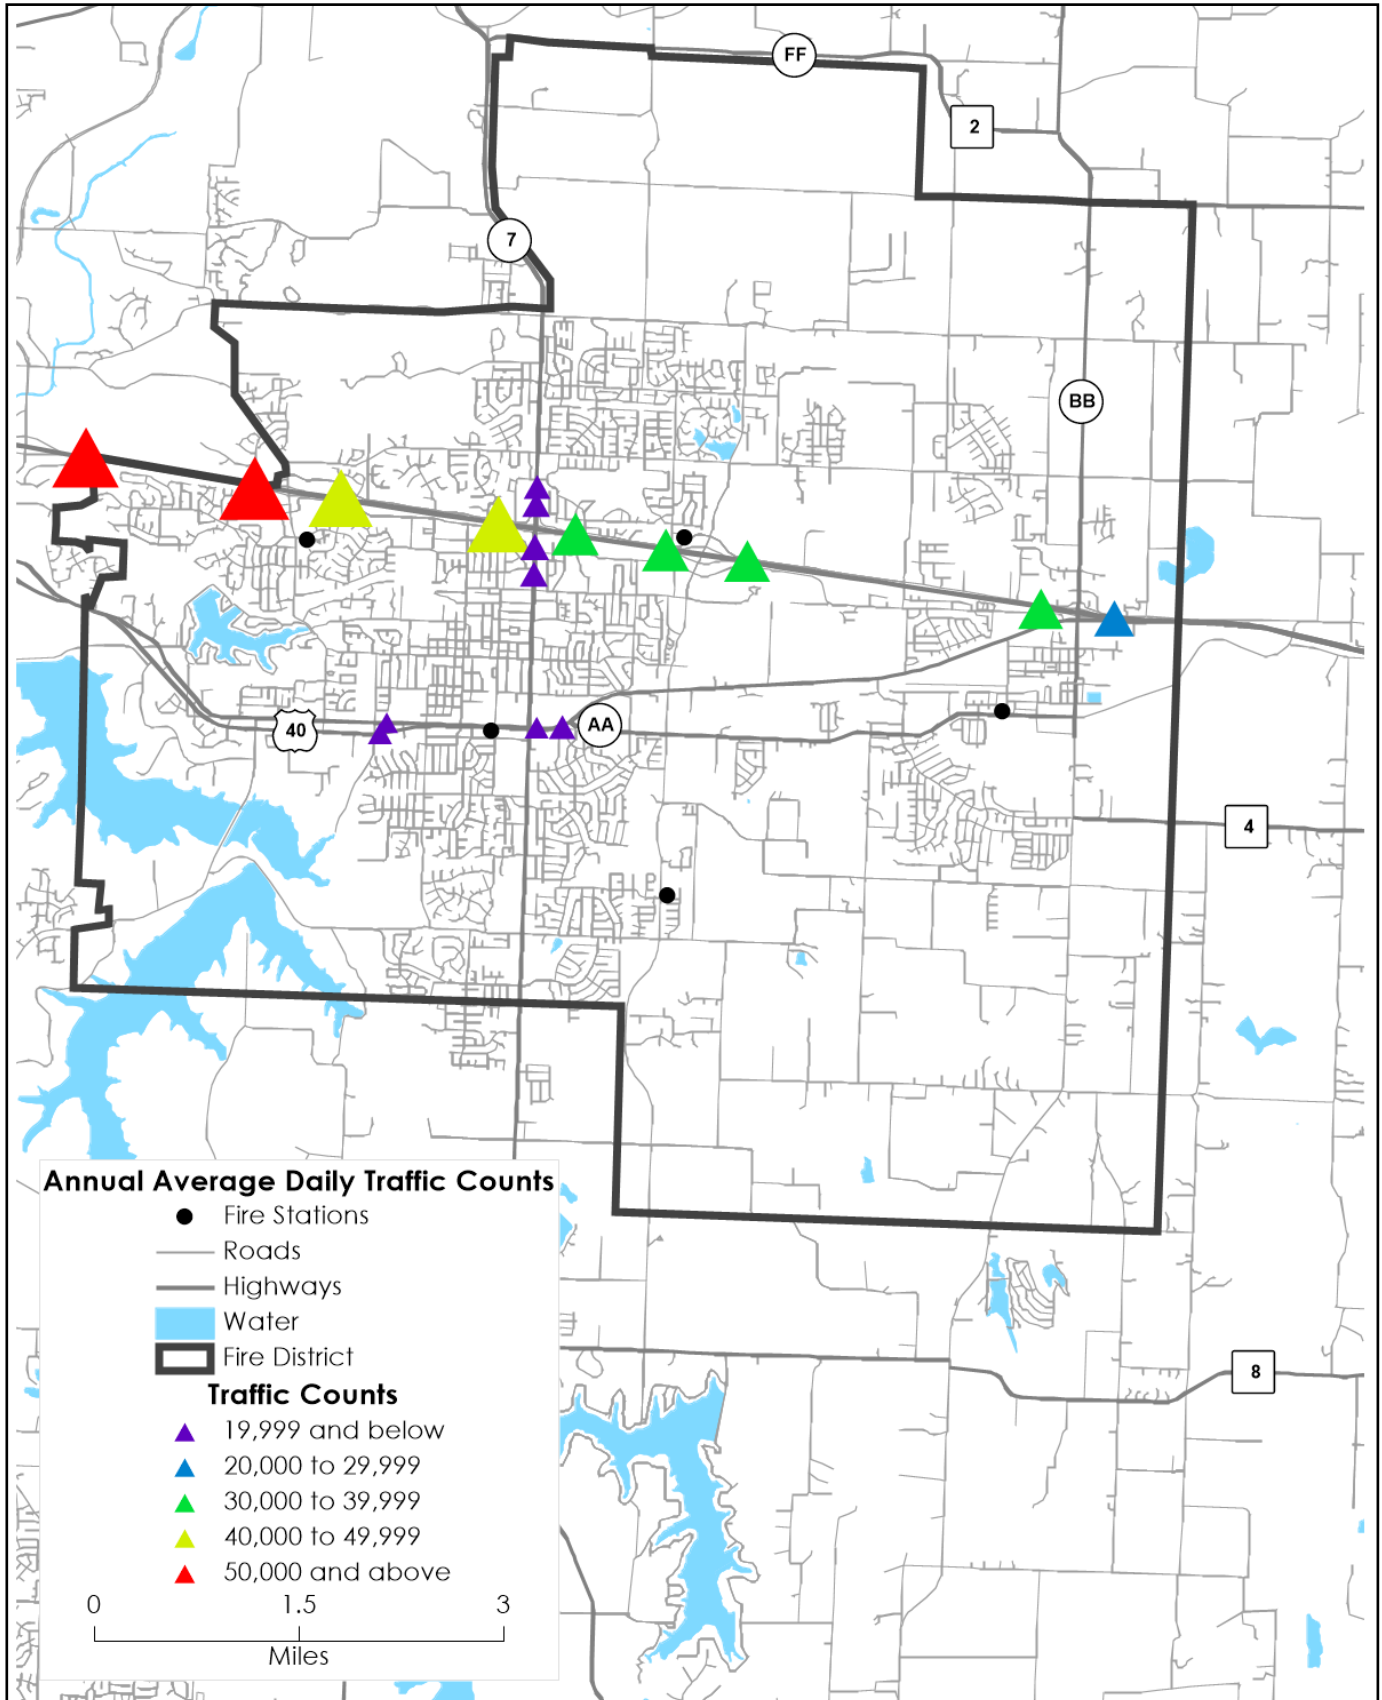 FF
2
7
BB
40
AA
4
8
Annual Average Daily Traffic Counts
Fire Stations
Roads
Highways
Water
Fire District
Traffic Counts
19,999 and below
20,000 to 29,999
30,000 to 39,999
40,000 to 49,999
50,000 and above
0 1.5 3
Miles